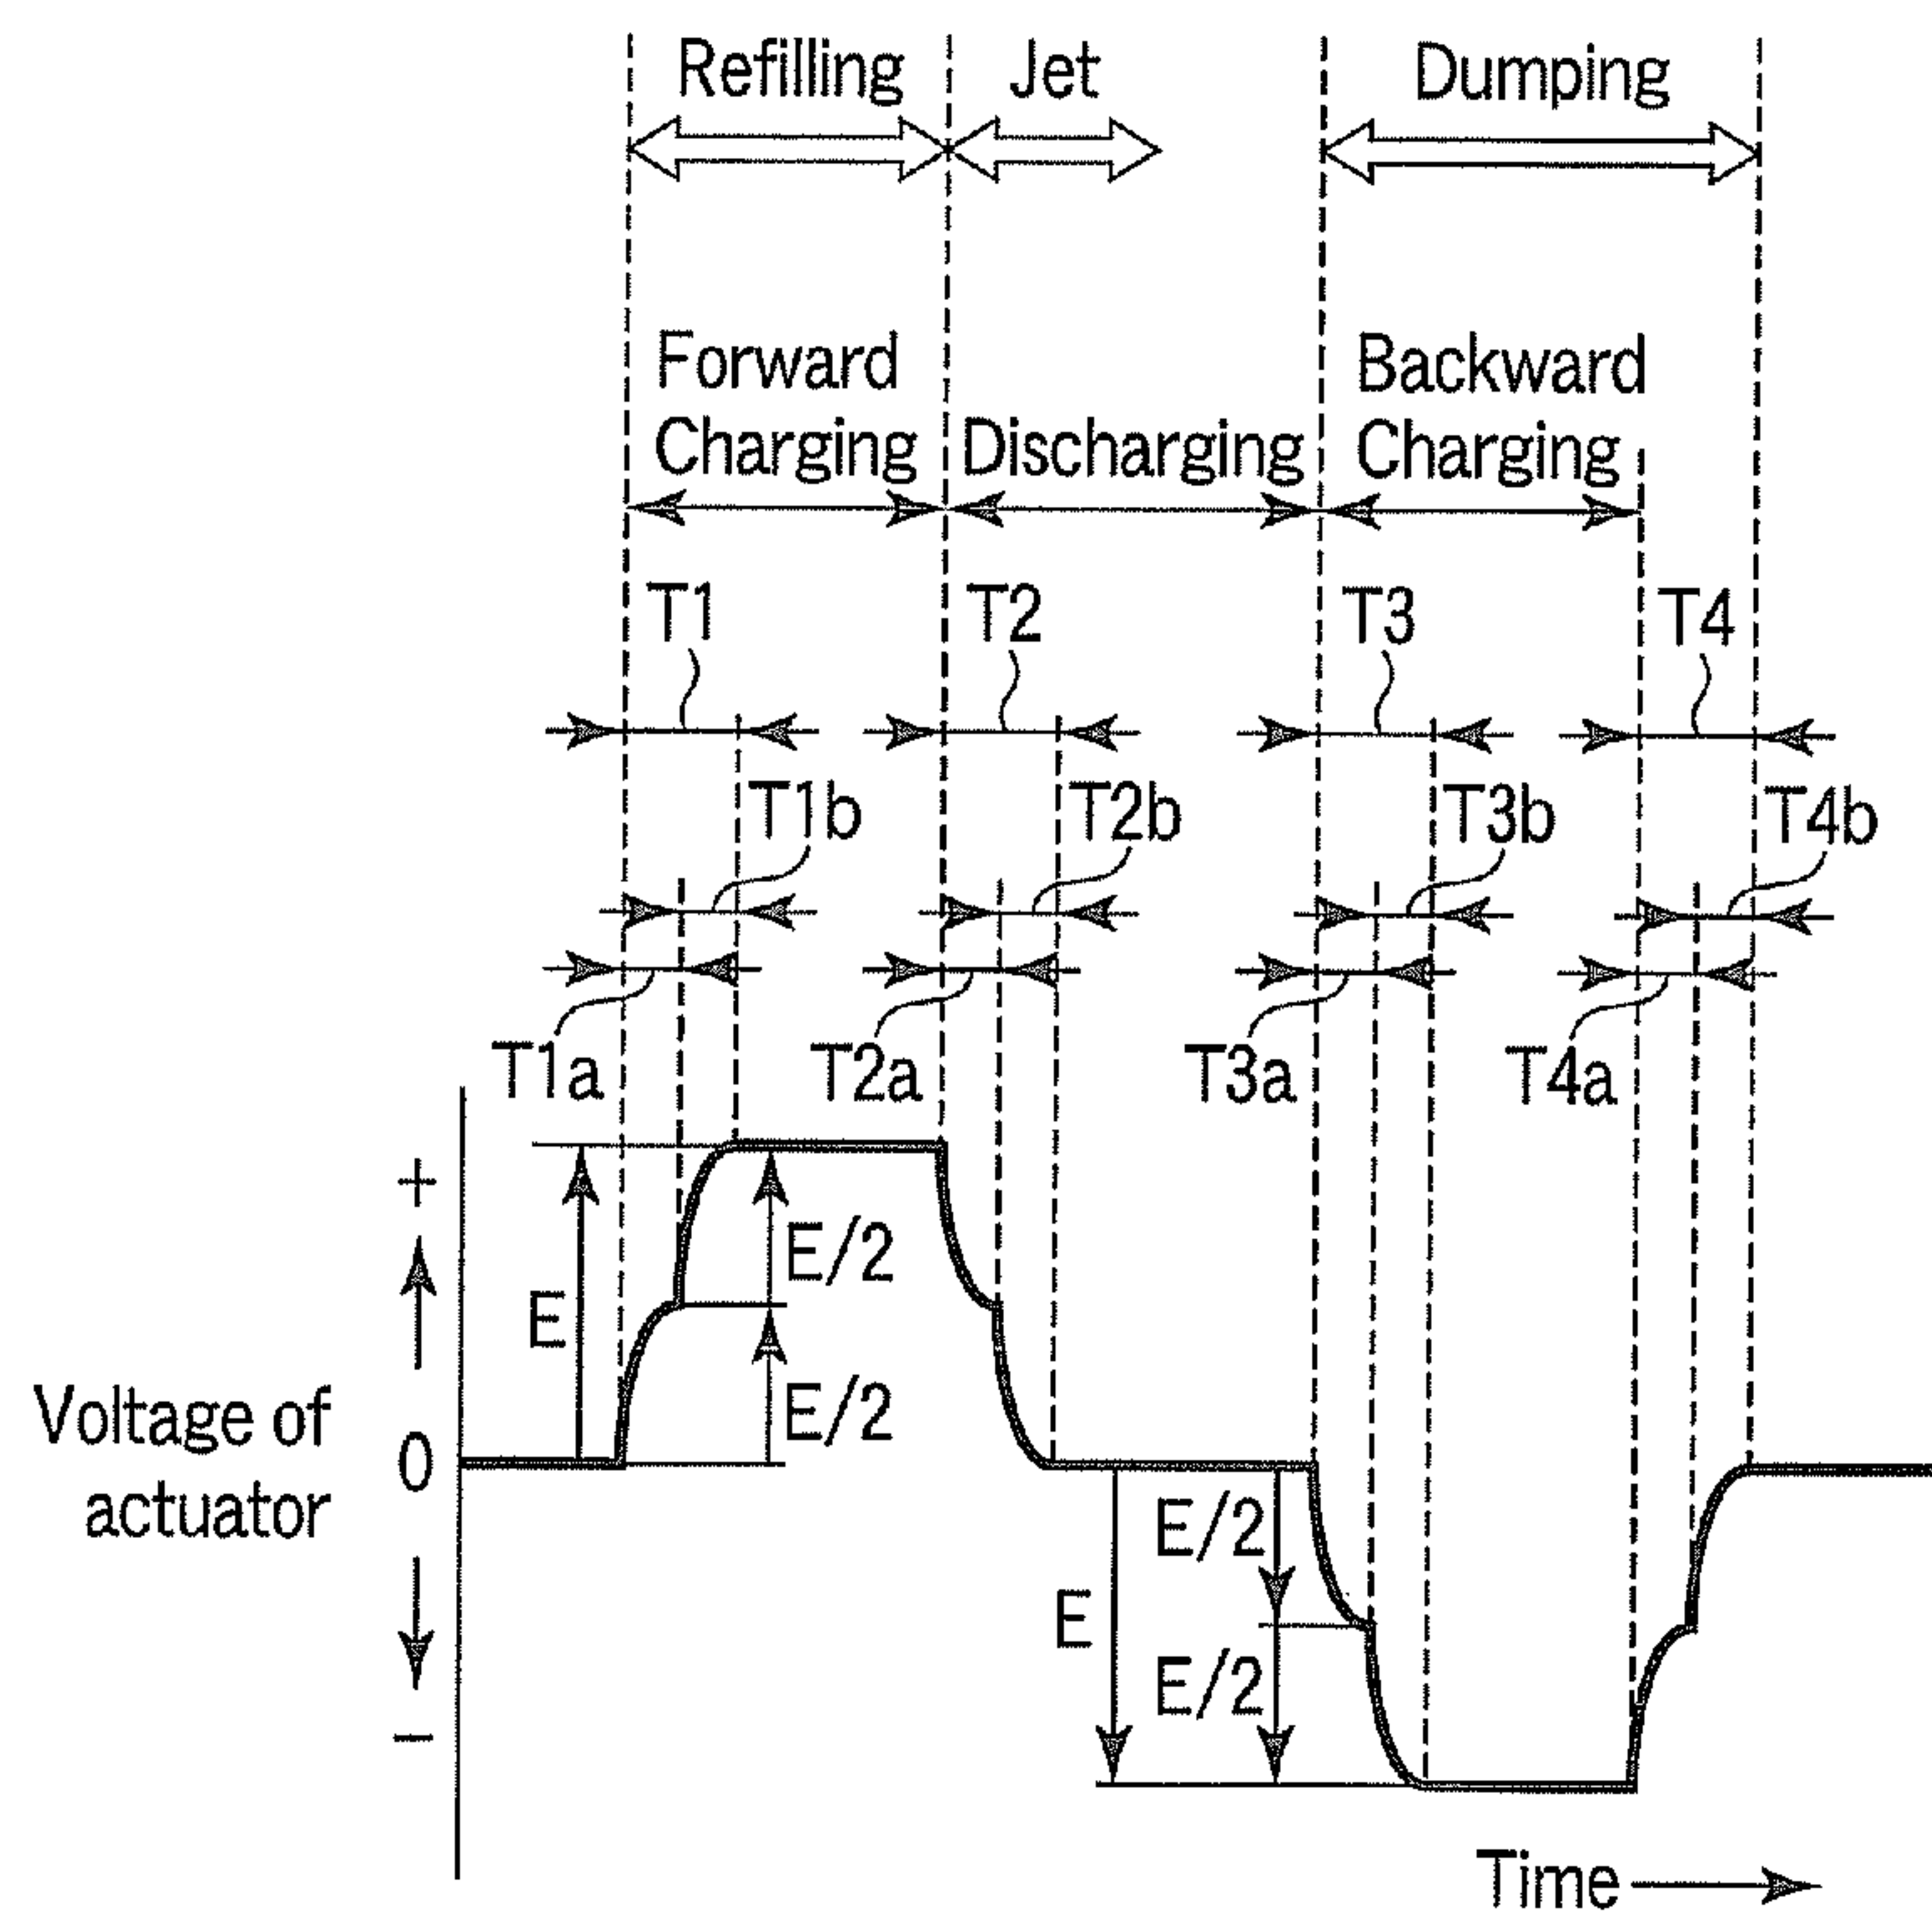 Refilling
Jet
Dumping
Forward
Charging
Discharging
Backward
Charging
T1
T2
T3
T4
T1b
T2b
T3b
T4b
T1a
T2a
T3a
T4a
+
E/2
E
E/2
Voltage of
actuator
0
E/2
E
E/2
−
Time